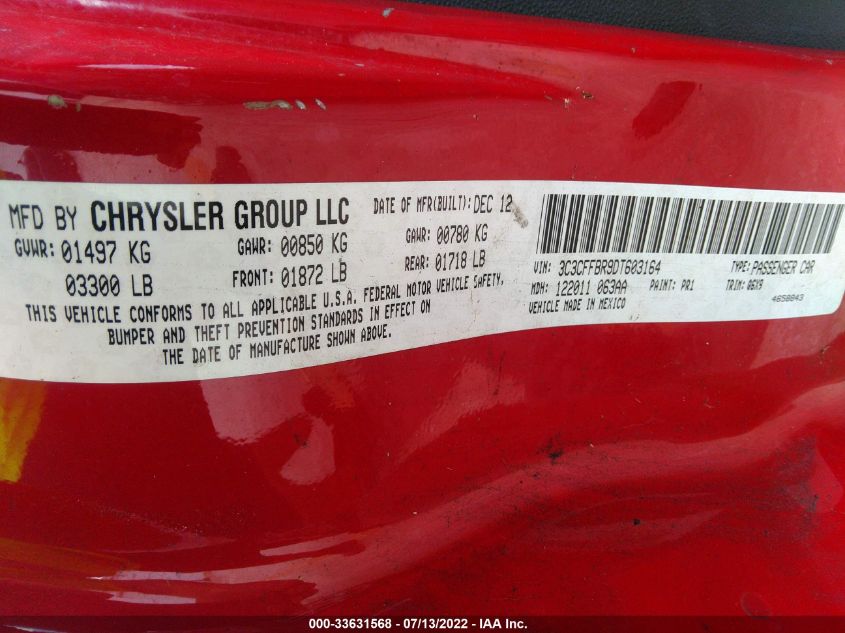 MFD BY CHRYSLER GROUP LLC DATE OF MFR(BUILT): DEC 12
GVWR: 01497 KG GAWR: 00850 KG GAWR: 00780 KG
03300 LB FRONT: 01872 LB REAR: 01718 LB
THIS VEHICLE CONFORMS TO ALL APPLICABLE U.S.A. FEDERAL MOTOR VEHICLE SAFETY,
BUMPER AND THEFT PREVENTION STANDARDS IN EFFECT ON
THE DATE OF MANUFACTURE SHOWN ABOVE.
VIN: 3C3CFFBR9DT603164 TYPE: PASSENGER CAR
MDH: 122011 063AA PAINT: PR1 TRIM: Q6X9
VEHICLE MADE IN MEXICO 4658843
000-33631568 - 07/13/2022 - IAA Inc.